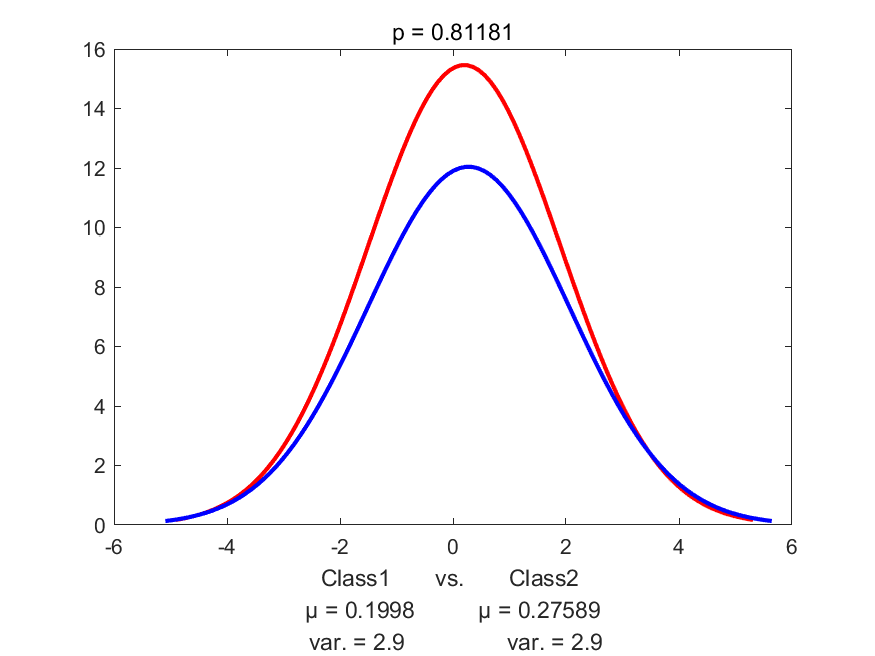 p = 0.81181
16
14
12
10
8
6
4
2
0
-6 -4 -2 0 2 4 6
Class1 vs. Class2
μ = 0.1998 μ = 0.27589
var. = 2.9 var. = 2.9